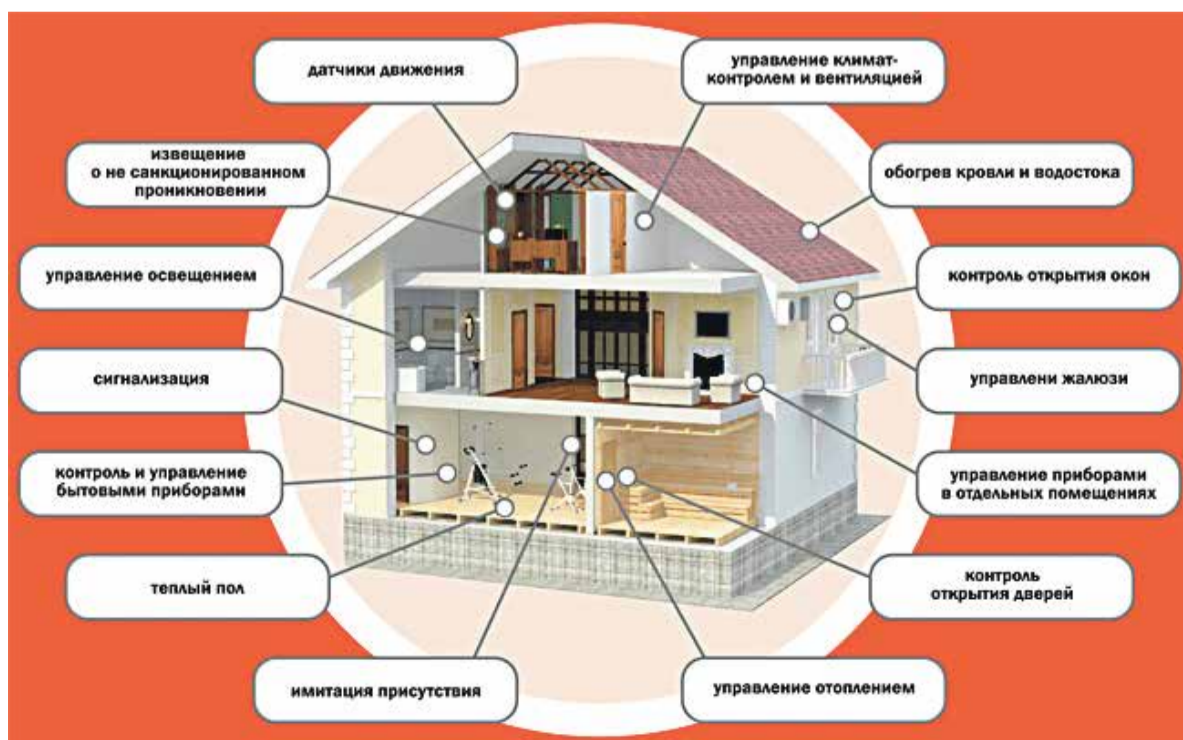 датчики движения
управление климат-
контролем и вентиляцией
извещение
о не санкционированном
проникновении
обогрев кровли и водостока
управление освещением
контроль открытия окон
сигнализация
управлени жалюзи
контроль и управление
бытовыми приборами
управление приборами
в отдельных помещениях
теплый пол
контроль
открытия дверей
имитация присутствия
управление отоплением